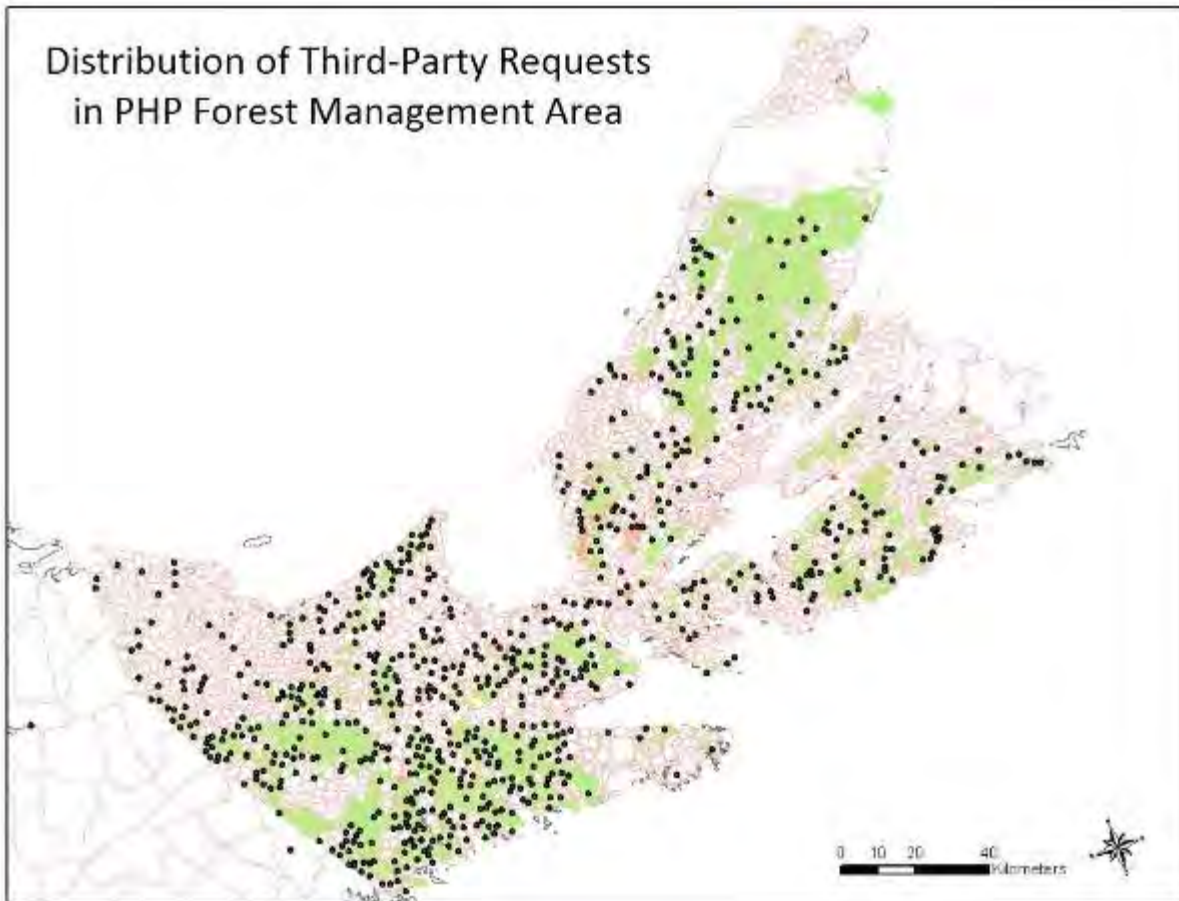 Distribution of Third-Party Requests
in PHP Forest Management Area
0 10 20 40
Kilometers